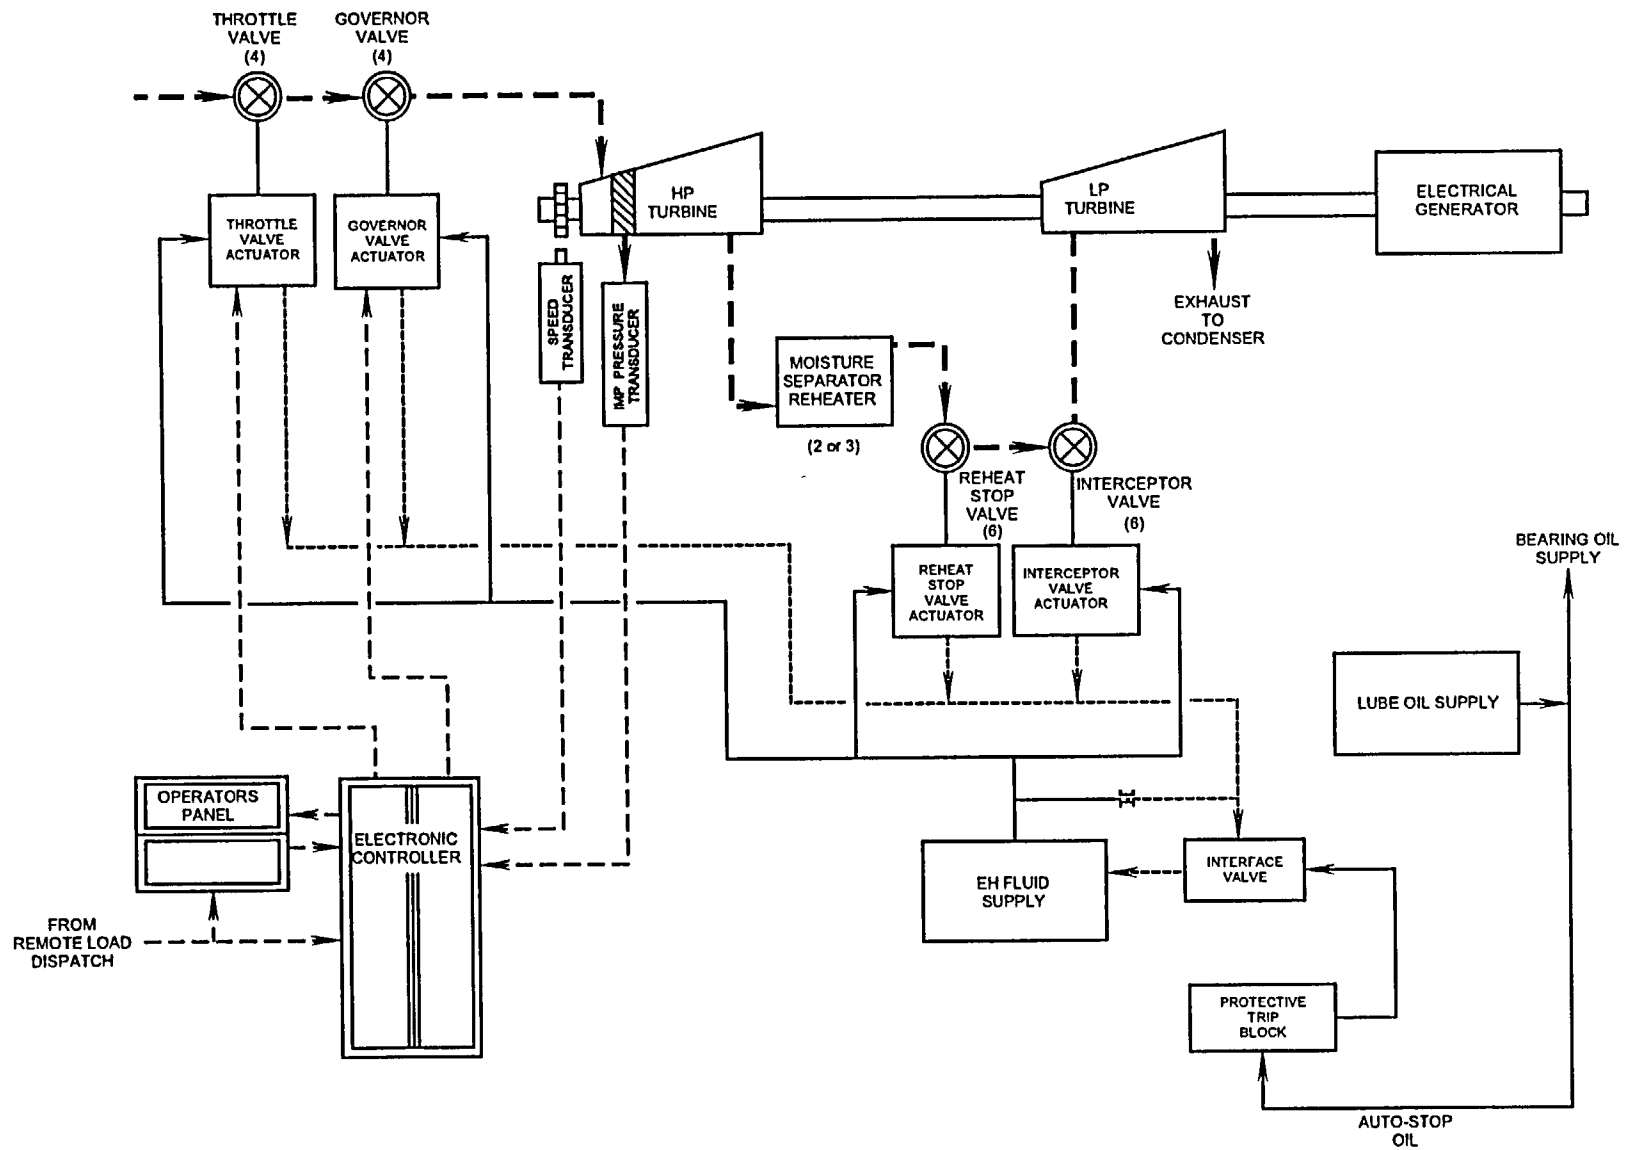 THROTTLE
VALVE
(4)
GOVERNOR
VALVE
(4)
THROTTLE
VALVE
ACTUATOR
GOVERNOR
VALVE
ACTUATOR
HP
TURBINE
LP
TURBINE
ELECTRICAL
GENERATOR
SPEED
TRANSDUCER
IMP PRESSURE
TRANSDUCER
EXHAUST
TO
CONDENSER
MOISTURE
SEPARATOR
REHEATER
(2 or 3)
REHEAT
STOP
VALVE
(6)
INTERCEPTOR
VALVE
(6)
REHEAT
STOP
VALVE
ACTUATOR
INTERCEPTOR
VALVE
ACTUATOR
BEARING OIL
SUPPLY
LUBE OIL SUPPLY
OPERATORS
PANEL
ELECTRONIC
CONTROLLER
EH FLUID
SUPPLY
INTERFACE
VALVE
FROM
REMOTE LOAD
DISPATCH
PROTECTIVE
TRIP
BLOCK
AUTO-STOP
OIL